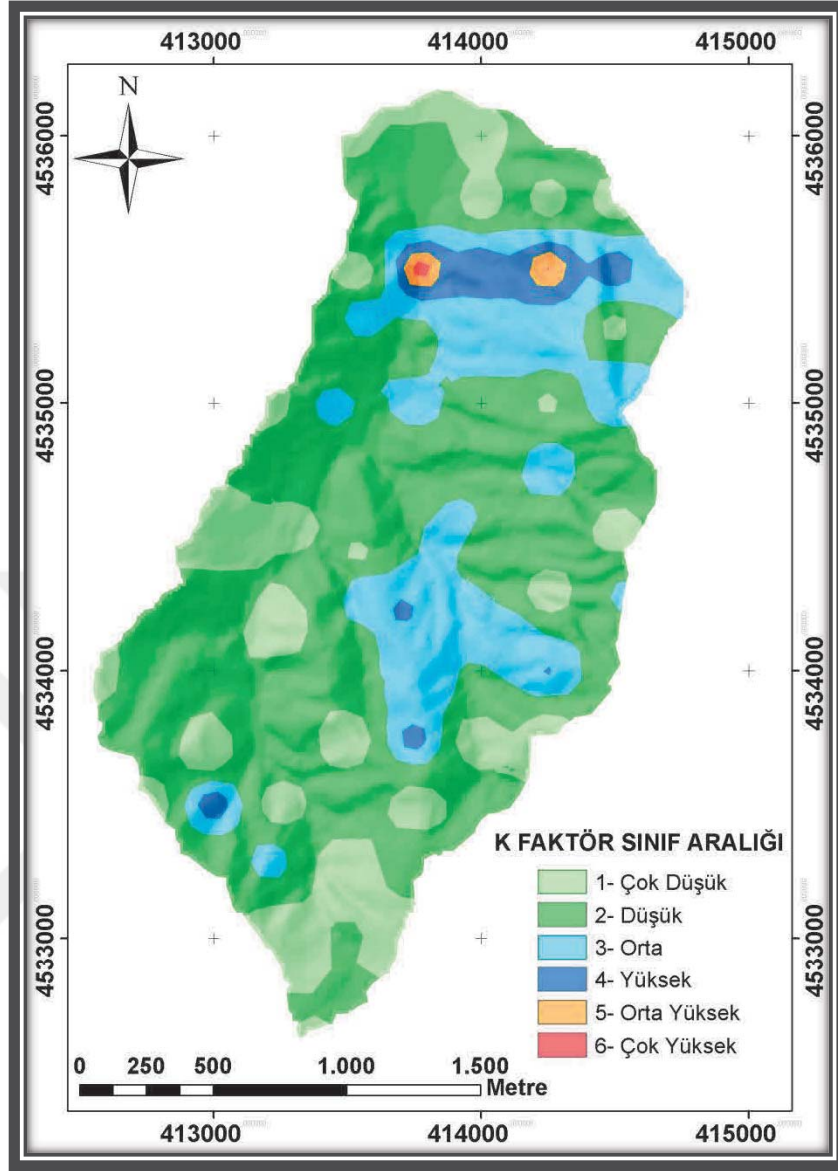 413000 414000 415000
N
4536000 4536000
4535000 4535000
4534000 4534000
4533000 4533000
K FAKTÖR SINIF ARALIĞI
1- Çok Düşük
2- Düşük
3- Orta
4- Yüksek
5- Orta Yüksek
6- Çok Yüksek
0 250 500 1.000 1.500
Metre
413000 414000 415000